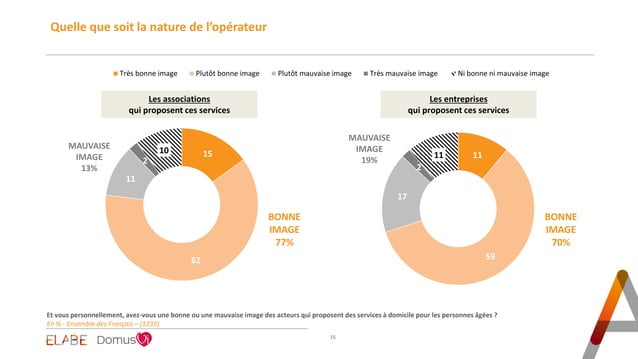 Quelle que soit la nature de l'opérateur
Très bonne image Plutôt bonne image Plutôt mauvaise image Très mauvaise image Ni bonne ni mauvaise image
Les associations
qui proposent ces services
Les entreprises
qui proposent ces services
MAUVAISE
IMAGE
13%
10
15
2
11
62
BONNE
IMAGE
77%
MAUVAISE
IMAGE
19%
11
11
2
17
59
BONNE
IMAGE
70%
Et vous personnellement, avez-vous une bonne ou une mauvaise image des acteurs qui proposent des services à domicile pour les personnes âgées ?
En % - Ensemble des Français – (1235)
ELABE DomusVi
15